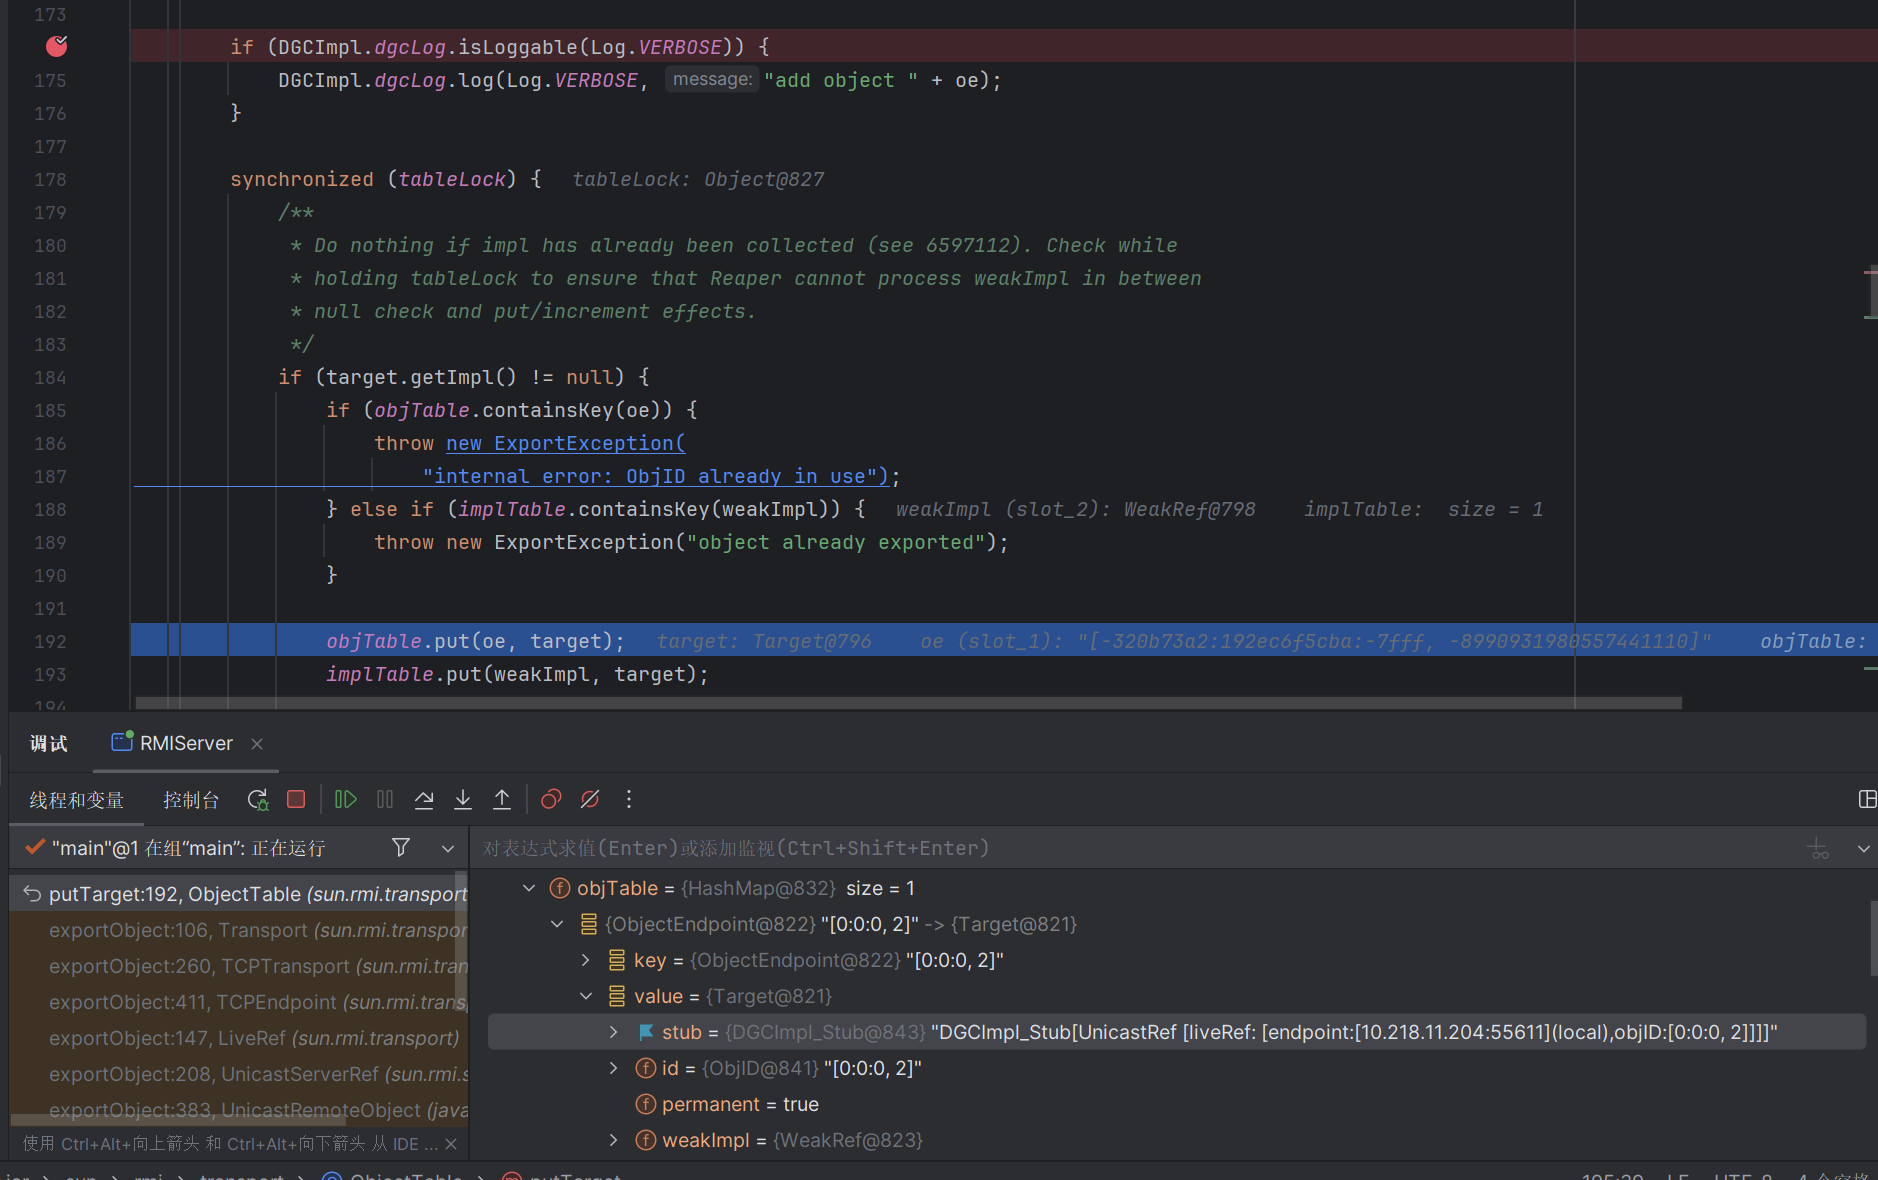 173
if (DGCImpl.dgcLog.isLoggable(Log.VERBOSE)) {
175 DGCImpl.dgcLog.log(Log.VERBOSE, message: "add object " + oe);
176 }
177
178 synchronized (tableLock) { tableLock: Object@827
179 /**
180 * Do nothing if impl has already been collected (see 6597112). Check while
181 * holding tableLock to ensure that Reaper cannot process weakImpl in between
182 * null check and put/increment effects.
183 */
184 if (target.getImpl() != null) {
185 if (objTable.containsKey(oe)) {
186 throw new ExportException(
187 "internal error: ObjID already in use");
188 } else if (implTable.containsKey(weakImpl)) { weakImpl (slot_2): WeakRef@798 implTable: size = 1
189 throw new ExportException("object already exported");
190 }
191
192 objTable.put(oe, target); target: Target@796 oe (slot_1): "[-320b73a2:192ec6f5cba:-7fff, -8990931980557441110]" objTable:
193 implTable.put(weakImpl, target);
194
调试 RMIServer
线程和变量 控制台
"main"@1 在组“main”: 正在运行
对表达式求值(Enter)或添加监视(Ctrl+Shift+Enter)
putTarget:192, ObjectTable (sun.rmi.transport
exportObject:106, Transport (sun.rmi.transpor
exportObject:260, TCPTransport (sun.rmi.tran
exportObject:411, TCPEndpoint (sun.rmi.transp
exportObject:147, LiveRef (sun.rmi.transport)
exportObject:208, UnicastServerRef (sun.rmi.s
exportObject:383, UnicastRemoteObject (java
使用 Ctrl+Alt+向上箭头 和 Ctrl+Alt+向下箭头 从 IDE ...
objTable = {HashMap@832} size = 1
{ObjectEndpoint@822} "[0:0:0, 2]" -> {Target@821}
key = {ObjectEndpoint@822} "[0:0:0, 2]"
value = {Target@821}
stub = {DGCImpl_Stub@843} "DGCImpl_Stub[UnicastRef [liveRef: [endpoint:[10.218.11.204:55611](local),objID:[0:0:0, 2]]]]"
id = {ObjID@841} "[0:0:0, 2]"
permanent = true
weakImpl = {WeakRef@823}
sun rmi transport ObjectTable putTarget